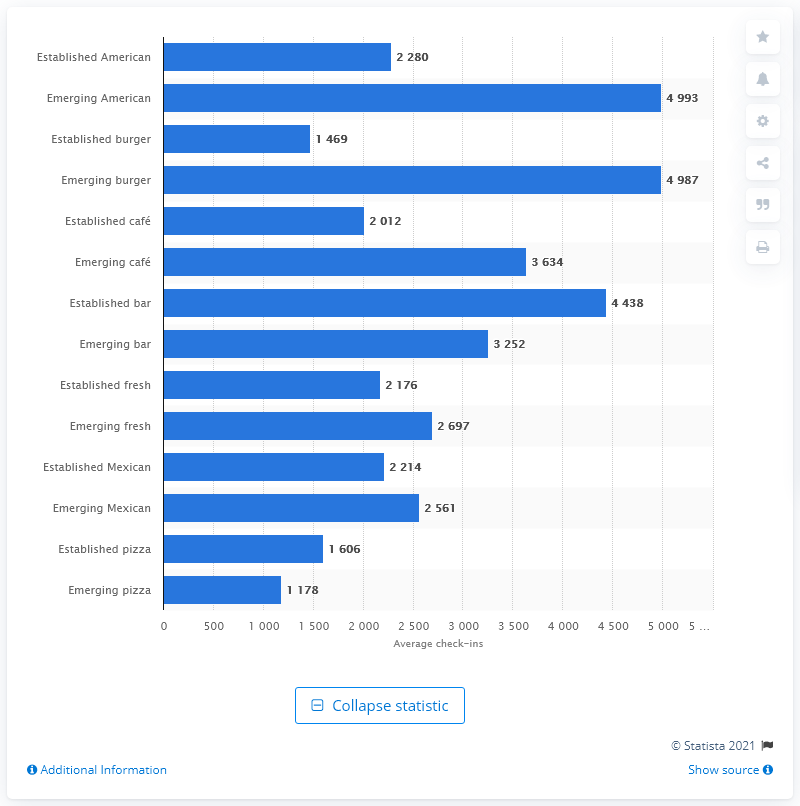 Established American 2 280
Emerging American 4 993
Established burger 1 469
Emerging burger 4 987
Established café 2 012
Emerging café 3 634
Established bar 4 438
Emerging bar 3 252
Established fresh 2 176
Emerging fresh 2 697
Established Mexican 2 214
Emerging Mexican 2 561
Established pizza 1 606
Emerging pizza 1 178
0 500 1 000 1 500 2 000 2 500 3 000 3 500 4 000 4 500 5 000 5 ...
Average check-ins
Collapse statistic
© Statista 2021
Additional Information Show source